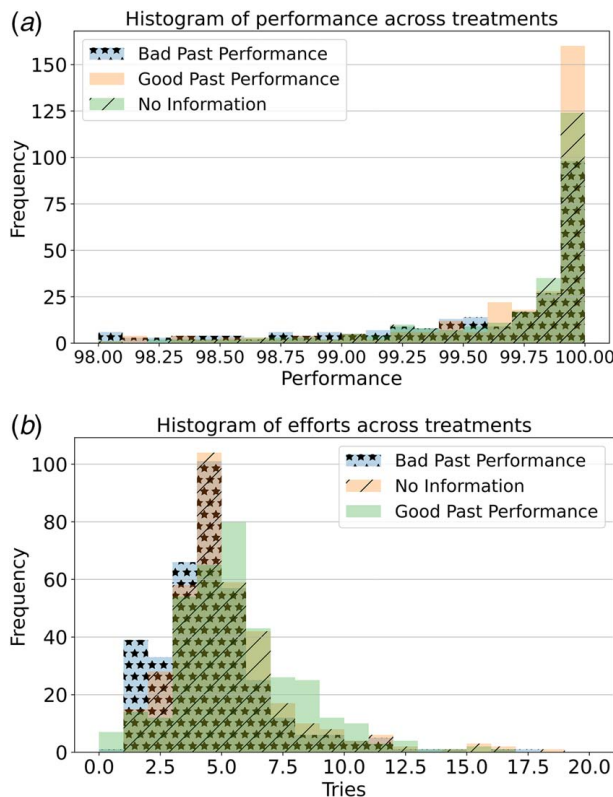 (a)
Histogram of performance across treatments
Bad Past Performance
Good Past Performance
No Information
Frequency
150
125
100
75
50
25
0
98.00 98.25 98.50 98.75 99.00 99.25 99.50 99.75 100.00
Performance
(b)
Histogram of efforts across treatments
Bad Past Performance
No Information
Good Past Performance
Frequency
100
80
60
40
20
0
0.0 2.5 5.0 7.5 10.0 12.5 15.0 17.5 20.0
Tries